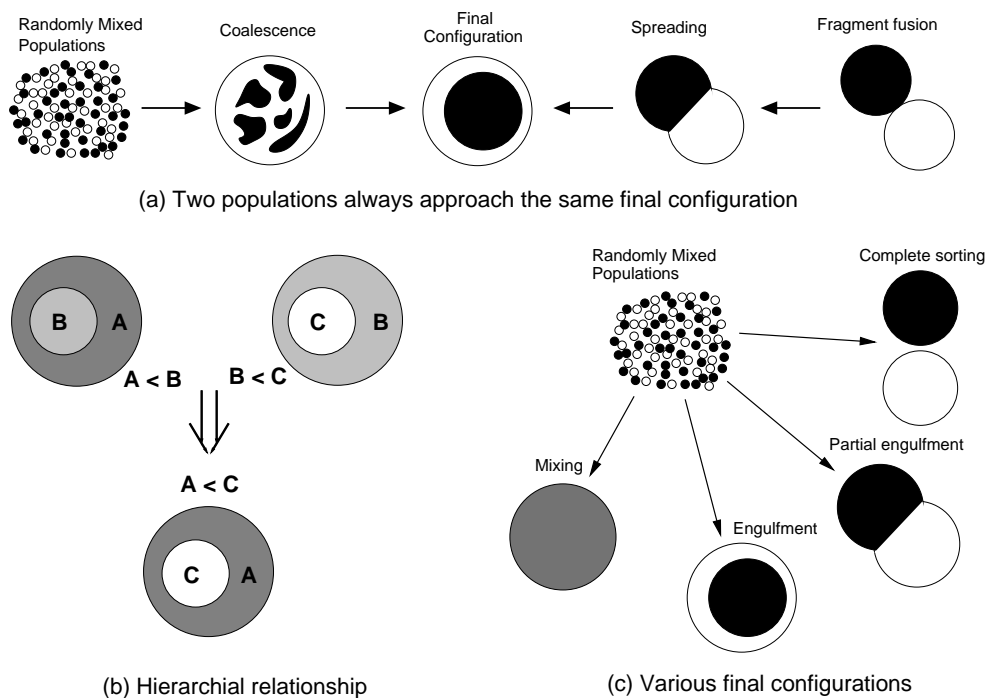 Randomly Mixed
Populations
Coalescence
Final
Configuration
Spreading
Fragment fusion
(a) Two populations always approach the same final configuration
B
A
C
B
A < B
B < C
A < C
C
A
(b) Hierarchial relationship
Randomly Mixed
Populations
Complete sorting
Partial engulfment
Mixing
Engulfment
(c) Various final configurations